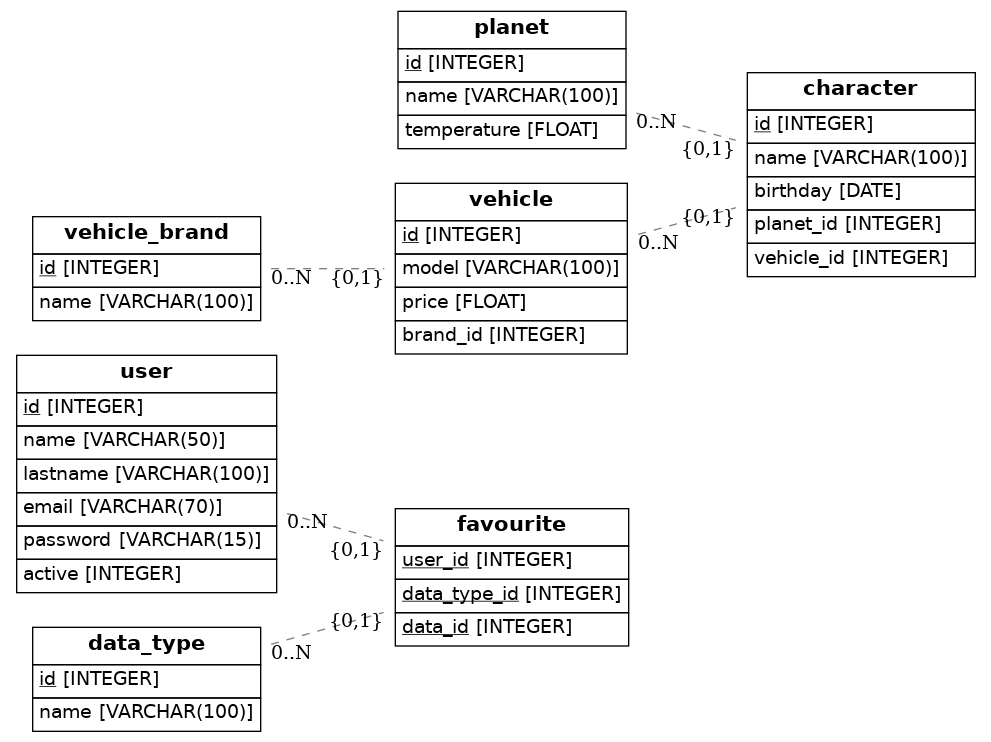 planet
id [INTEGER]
name [VARCHAR(100)]
temperature [FLOAT]
character
id [INTEGER]
name [VARCHAR(100)]
birthday [DATE]
planet_id [INTEGER]
vehicle_id [INTEGER]
0..N
{0,1}
vehicle
id [INTEGER]
model [VARCHAR(100)]
price [FLOAT]
brand_id [INTEGER]
{0,1}
0..N
vehicle_brand
id [INTEGER]
name [VARCHAR(100)]
0..N
{0,1}
user
id [INTEGER]
name [VARCHAR(50)]
lastname [VARCHAR(100)]
email [VARCHAR(70)]
password [VARCHAR(15)]
active [INTEGER]
0..N
{0,1}
favourite
user_id [INTEGER]
data_type_id [INTEGER]
data_id [INTEGER]
{0,1}
0..N
data_type
id [INTEGER]
name [VARCHAR(100)]